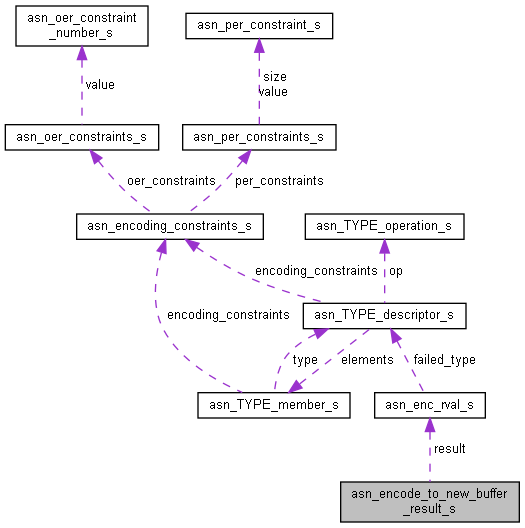 asn_oer_constraint
_number_s
asn_per_constraint_s
value
size
value
asn_oer_constraints_s
asn_per_constraints_s
oer_constraints
per_constraints
asn_encoding_constraints_s
asn_TYPE_operation_s
encoding_constraints
op
encoding_constraints
asn_TYPE_descriptor_s
type
elements
failed_type
asn_TYPE_member_s
asn_enc_rval_s
result
asn_encode_to_new_buffer
_result_s